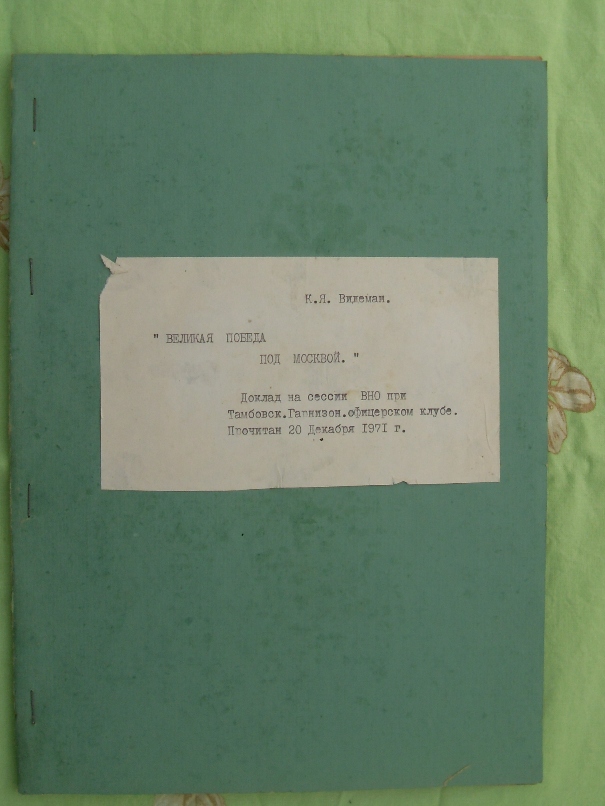 К.Я. Видеман.
" ВЕЛИКАЯ ПОБЕДА
ПОД МОСКВОЙ. "
Доклад на сессии ВНО при
Тамбовск.Гарнизон.офицерском клубе.
Прочитан 20 Декабря 1971 г.